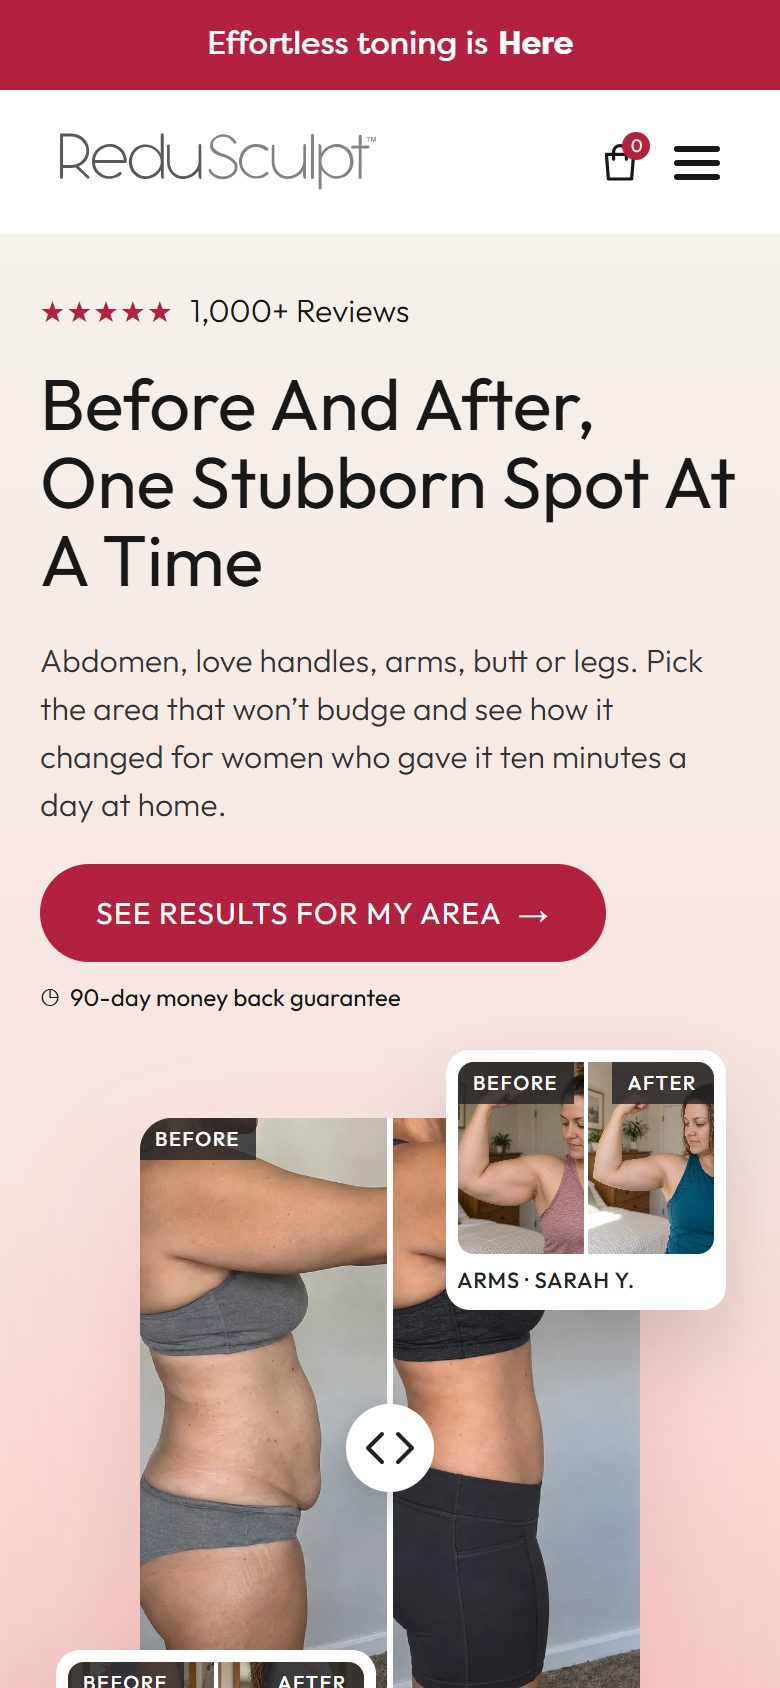 Effortless toning is Here
ReduSculpt™
0
★★★★★ 1,000+ Reviews
Before And After,
One Stubborn Spot At
A Time
Abdomen, love handles, arms, butt or legs. Pick
the area that won’t budge and see how it
changed for women who gave it ten minutes a
day at home.
SEE RESULTS FOR MY AREA →
90-day money back guarantee
BEFORE
AFTER
BEFORE
ARMS · SARAH Y.
BEFORE
AFTER